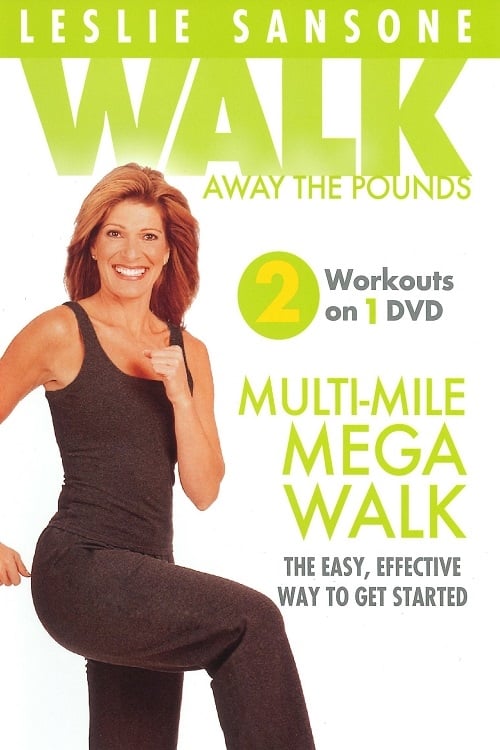 LESLIE SANSONE
WALK
AWAY THE POUNDS
2 Workouts
on 1 DVD
MULTI-MILE
MEGA
WALK
THE EASY, EFFECTIVE
WAY TO GET STARTED